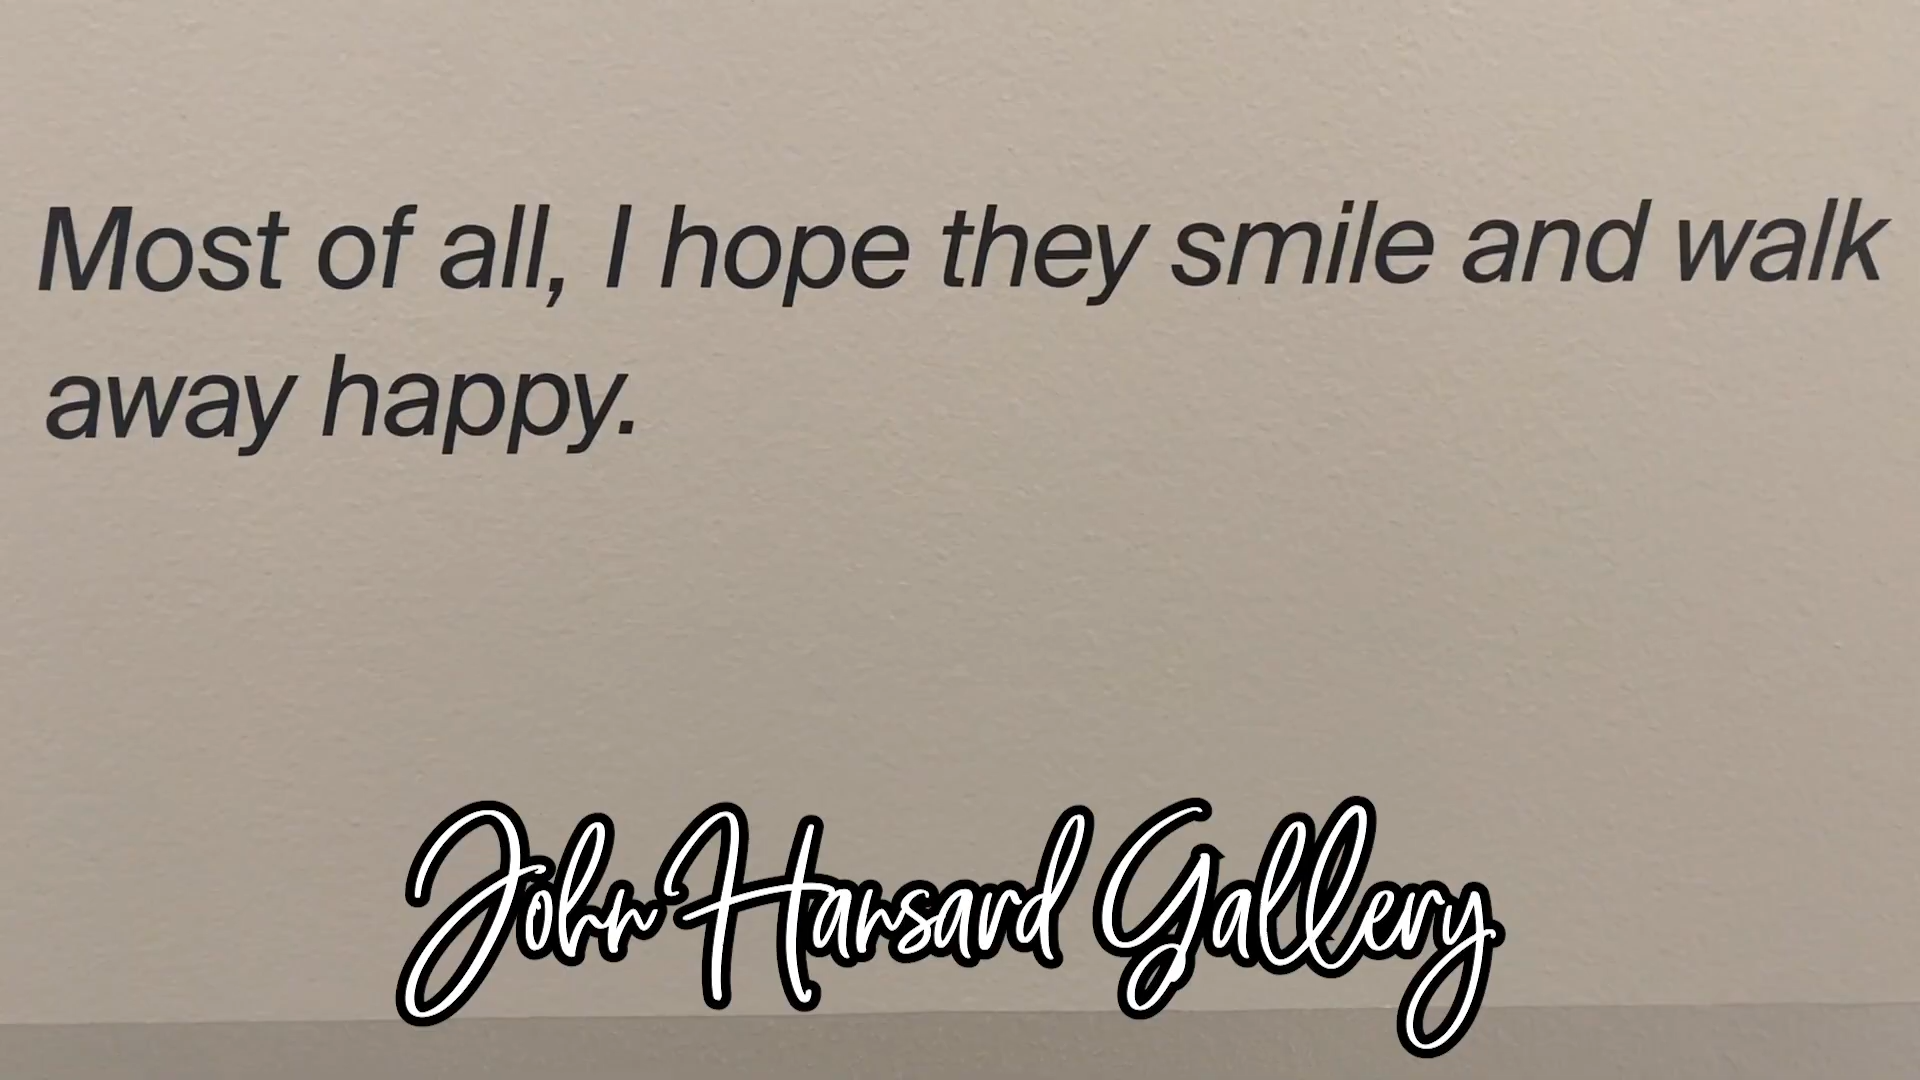 Most of all, I hope they smile and walk
away happy.
John Hansard Gallery